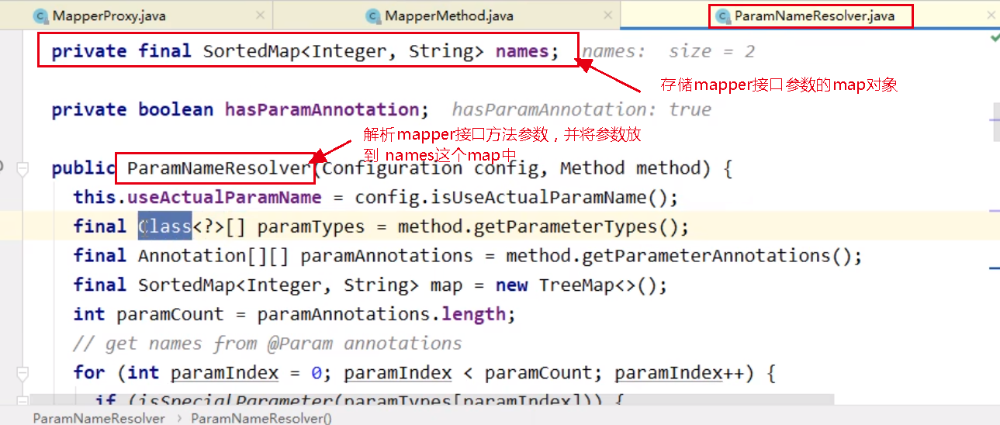 MapperProxy.java
MapperMethod.java
ParamNameResolver.java
private final SortedMap<Integer, String> names; names: size = 2
存储mapper接口参数的map对象
private boolean hasParamAnnotation; hasParamAnnotation: true
解析mapper接口方法参数，并将参数放
到 names这个map中
public ParamNameResolver(Configuration config, Method method) {
this.useActualParamName = config.isUseActualParamName();
final Class<?>[] paramTypes = method.getParameterTypes();
final Annotation[][] paramAnnotations = method.getParameterAnnotations();
final SortedMap<Integer, String> map = new TreeMap<>();
int paramCount = paramAnnotations.length;
// get names from @Param annotations
for (int paramIndex = 0; paramIndex < paramCount; paramIndex++) {
if (isSpecialParameter(paramTypes[paramIndex])) {
ParamNameResolver › ParamNameResolver()